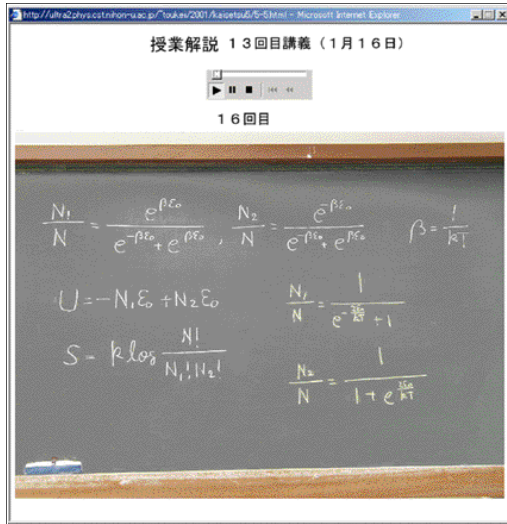 http://ultra2.phys.cst.nihon-u.ac.jp/~toukei/2001/kaisetsu5/5-5.html - Microsoft Internet Explorer
授業解説 13回目講義（1月16日）
16回目
N₁/N = e^{βε₀}/(e^{-βε₀} + e^{βε₀}) , N₂/N = e^{-βε₀}/(e^{-βε₀} + e^{βε₀}) β = 1/kT
U = -N₁ε₀ + N₂ε₀
N₁/N = 1/(e^{-2ε₀/kT} + 1)
S = k log N!/(N₁!N₂!)
N₂/N = 1/(1 + e^{2ε₀/kT})